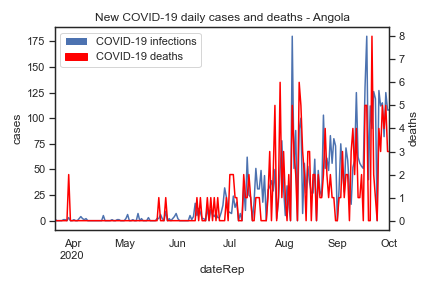 New COVID-19 daily cases and deaths - Angola
COVID-19 infections
COVID-19 deaths
cases
175
150
125
100
75
50
25
0
deaths
8
7
6
5
4
3
2
1
0
Apr May Jun Jul Aug Sep Oct
2020
dateRep